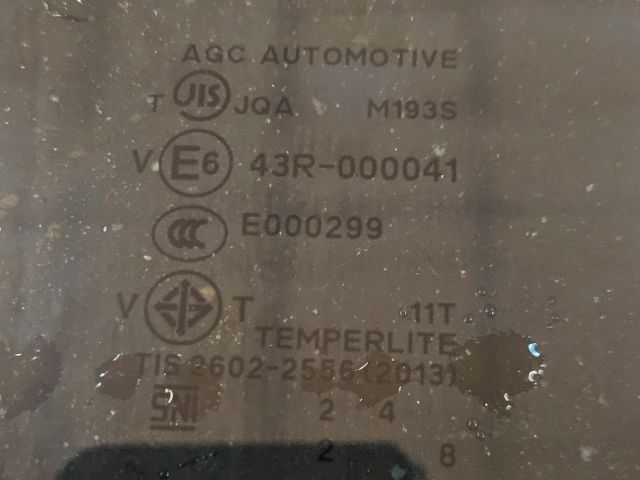 AGC AUTOMOTIVE
T JIS JQA M193S
V E6 43R-000041
CCC E000299
V T 11T
TEMPERLITE
TIS 2602-2556 (2013)
SNI 2 4
2 8